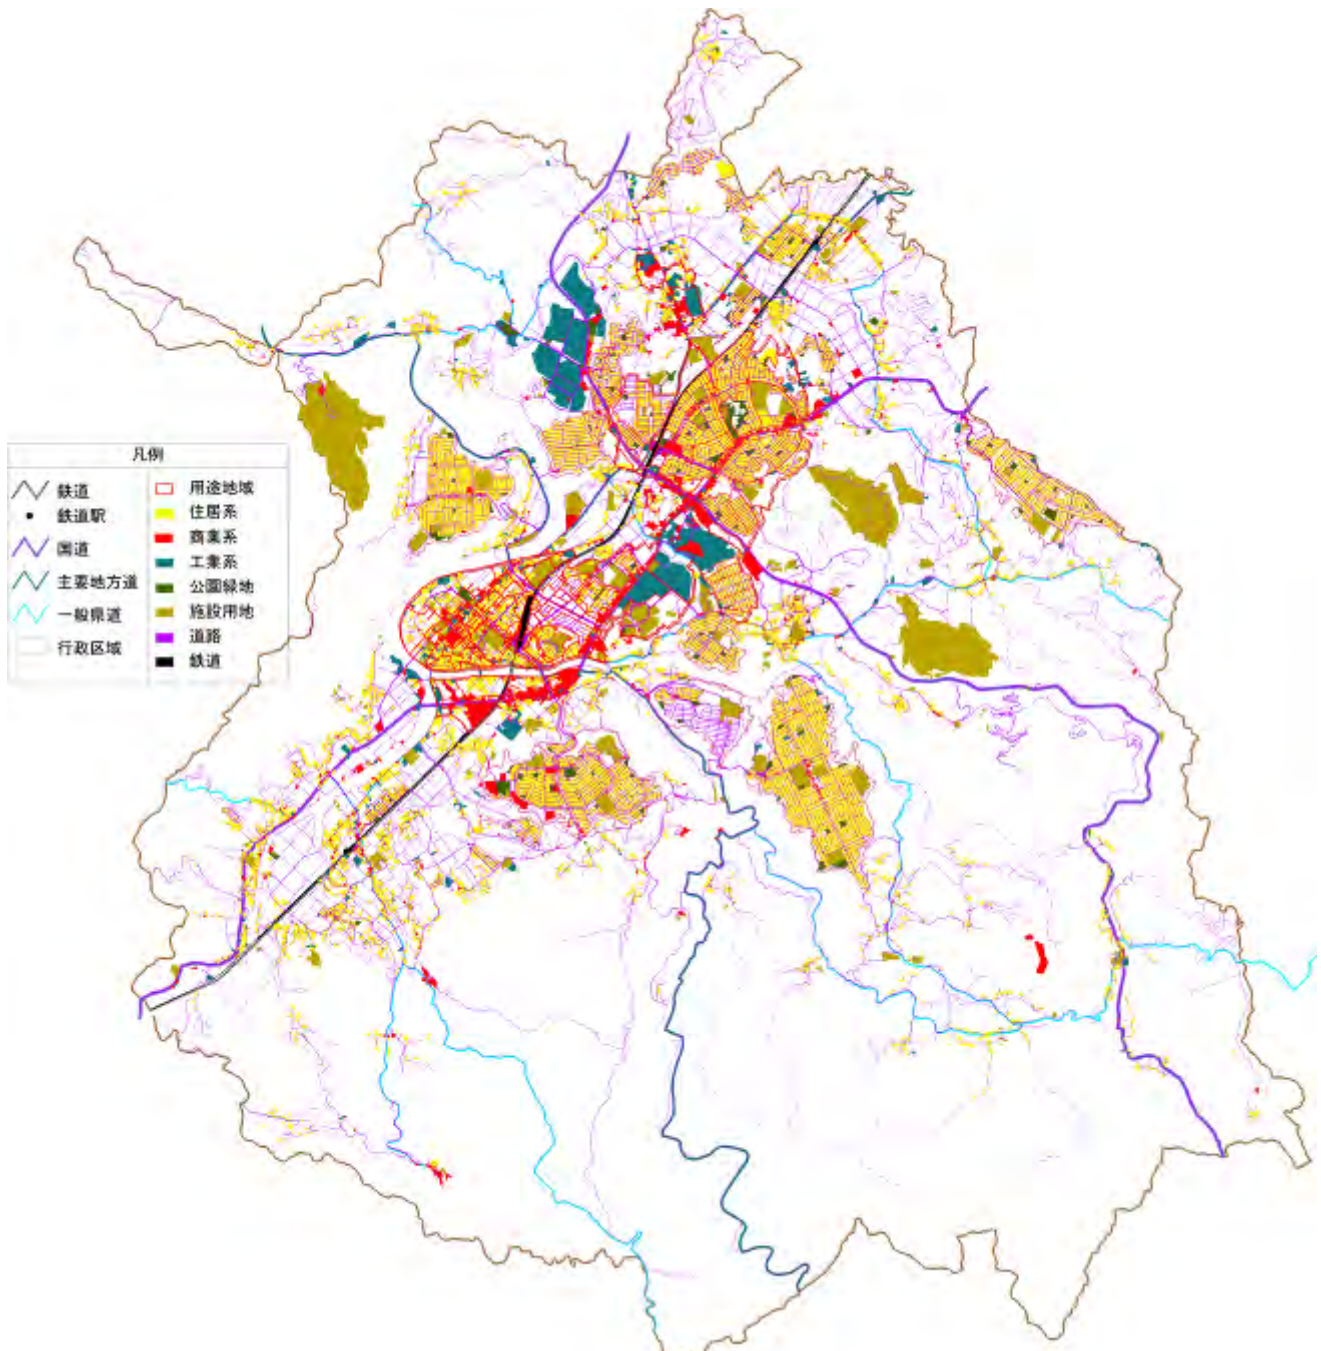 凡例
鉄道
鉄道駅
国道
主要地方道
一般県道
行政区域
用途地域
住居系
商業系
工業系
公園緑地
施設用地
道路
鉄道